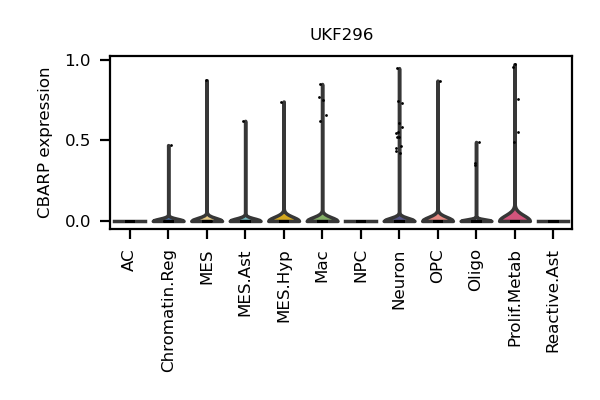 UKF296
CBARP expression
1.0
0.5
0.0
AC
Chromatin.Reg
MES
MES.Ast
MES.Hyp
Mac
NPC
Neuron
OPC
Oligo
Prolif.Metab
Reactive.Ast